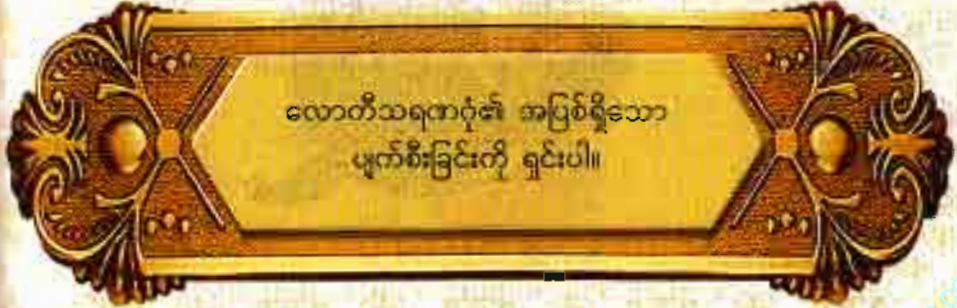 လောကီသရဏဂုံ၏ အပြစ်ရှိသော
ပျက်စီးခြင်းကို ရှင်းပါ။